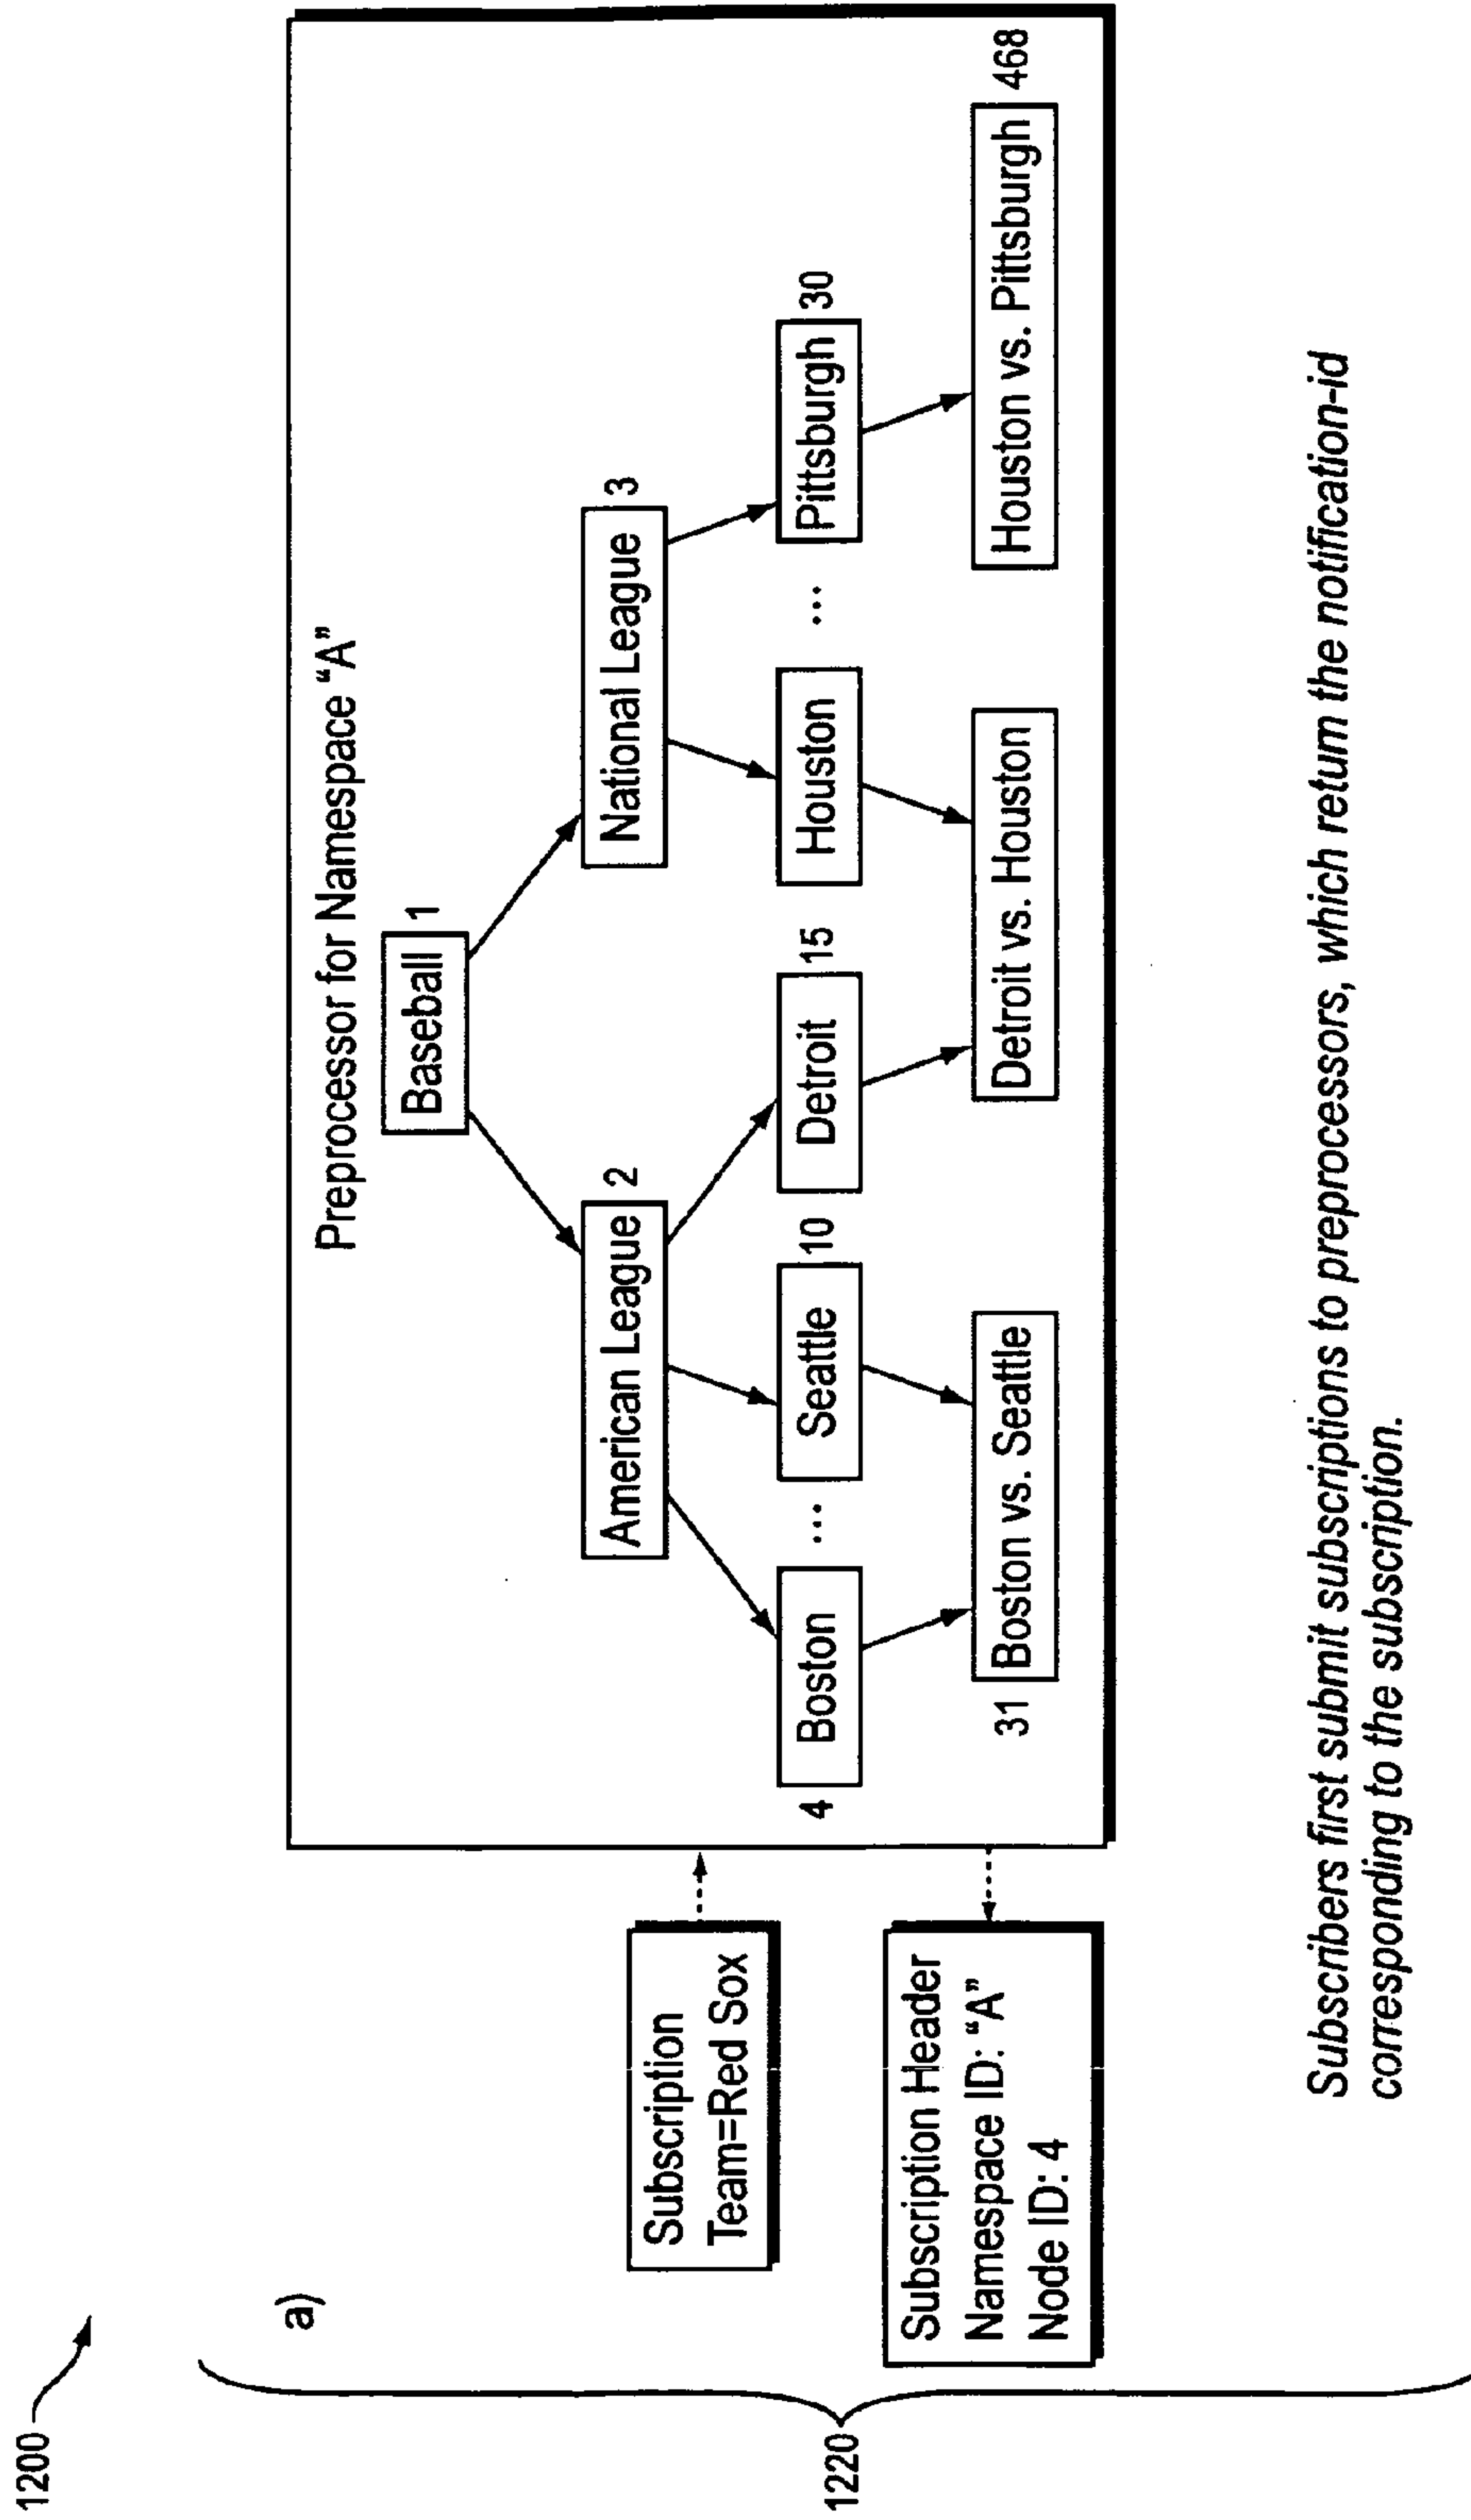 1200
a)
1220
Subscription
Team=Red Sox
Subscription Header
Namespace ID: “A”
Node ID: 4
Preprocessor for Namespace “A”
Baseball 1
American League 2
National League 3
4 Boston
...
Seattle 10
Detroit 15
Houston
...
Pittsburgh 30
31 Boston vs. Seattle
Detroit vs. Houston
Houston vs. Pittsburgh 468
Subscribers first submit subscriptions to preprocessors, which return the notification-id
corresponding to the subscription.